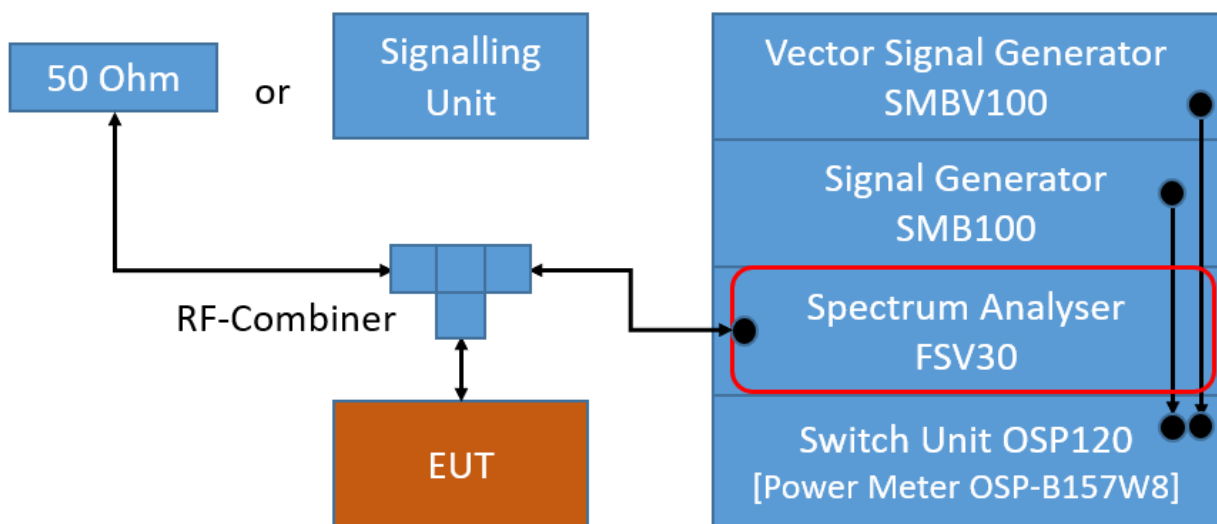 50 Ohm
or
Signalling
Unit
Vector Signal Generator
SMBV100
Signal Generator
SMB100
RF-Combiner
Spectrum Analyser
FSV30
EUT
Switch Unit OSP120
[Power Meter OSP-B157W8]